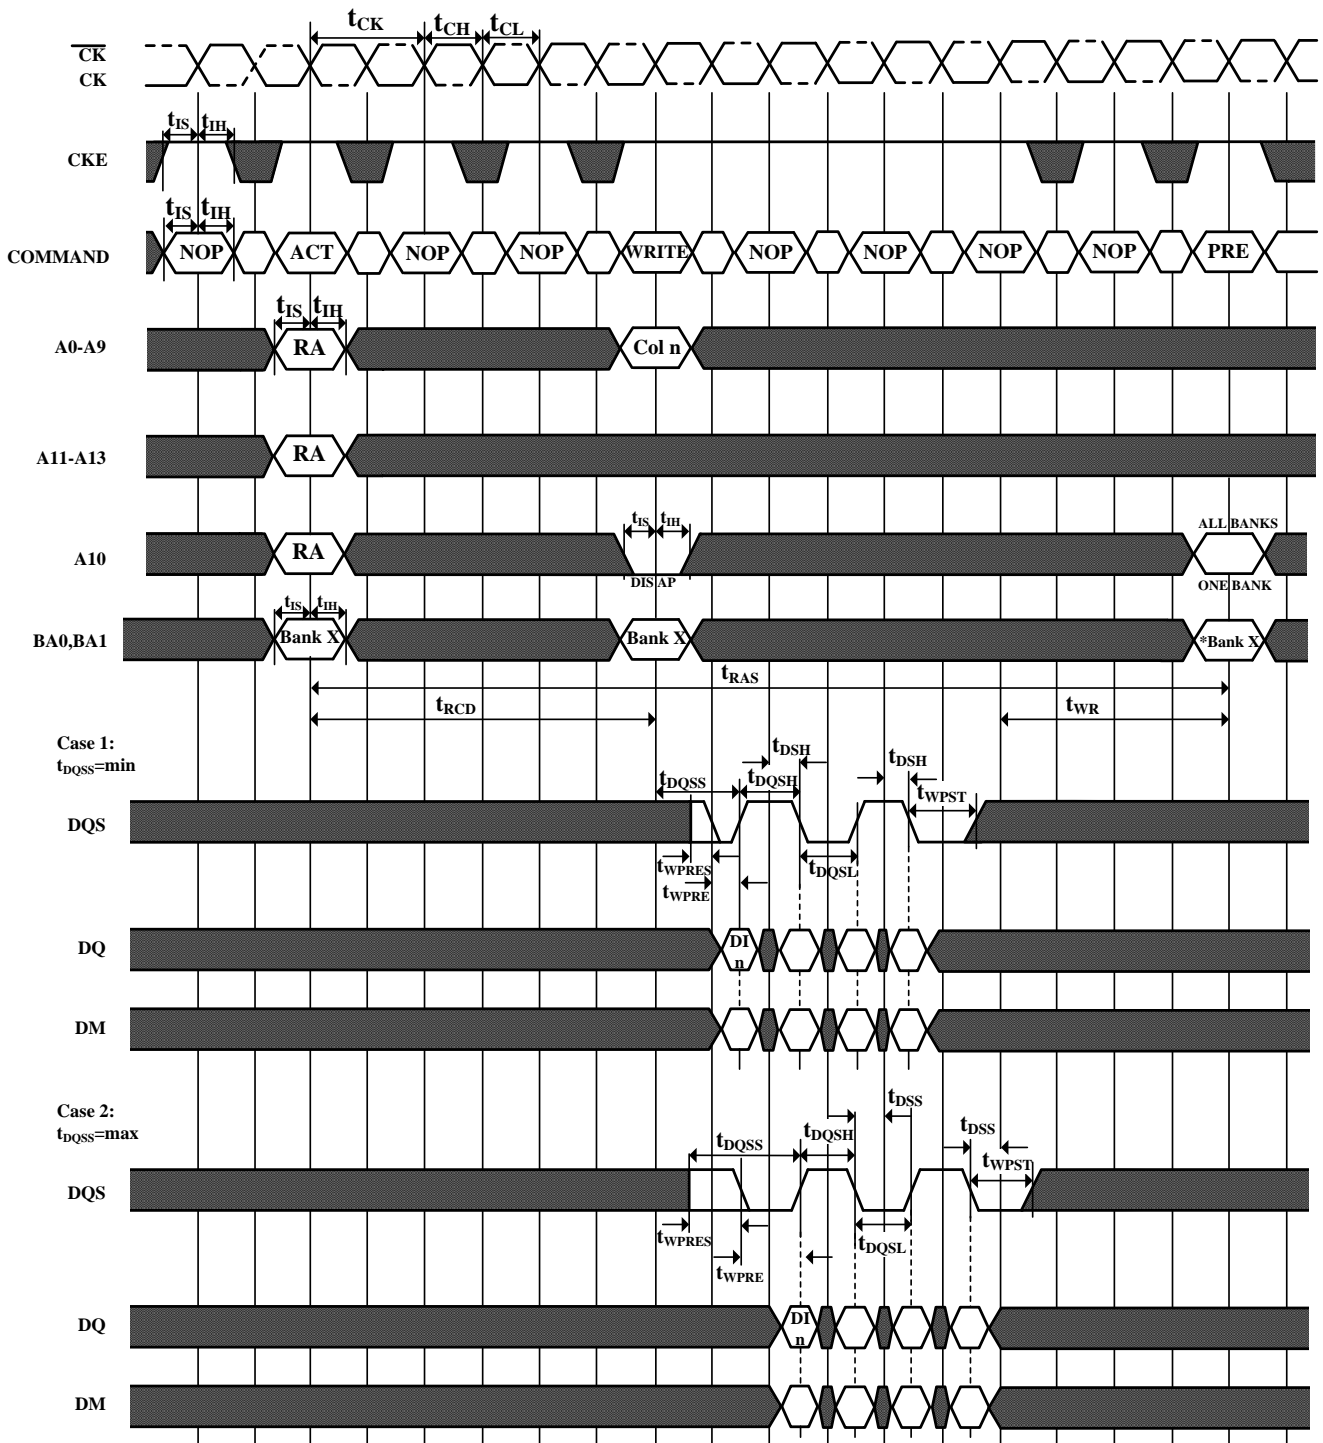 tCK tCH tCL
CK
CK
tIS tIH
CKE
tIS tIH
COMMAND NOP ACT NOP NOP WRITE NOP NOP NOP NOP PRE
tIS tIH
A0-A9 RA Col n
A11-A13 RA
tIS tIH ALL BANKS
A10 RA
DIS AP ONE BANK
tIS tIH
BA0,BA1 Bank X Bank X *Bank X
tRAS
tRCD tWR
Case 1:
tDQSS=min
tDSH tDSH
tDQSS tDQSH tWPST
DQS
tWPRES tDQSL
tWPRE
DQ DI
n
DM
Case 2:
tDQSS=max
tDSS tDSS
tDQSS tDQSH tWPST
DQS
tWPRES tDQSL
tWPRE
DQ DI
n
DM